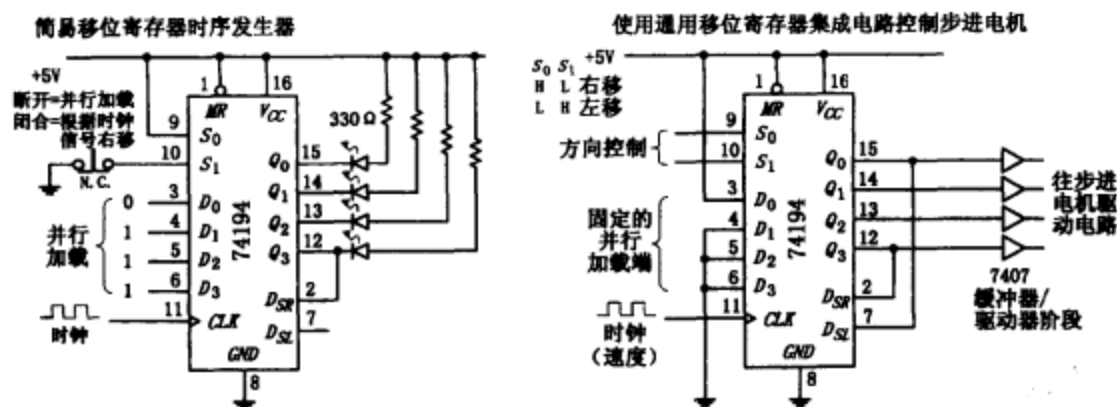 简易移位寄存器时序发生器
+5V
断开=并行加载
闭合=根据时钟
信号右移
N.C.
1
16
MR
VCC
9
S0
10
S1
3
D0
4
D1
5
D2
6
D3
11
CLK
74194
GND
8
15
Q0
14
Q1
13
Q2
12
Q3
2
DSR
7
DSL
330Ω
0
1
1
1
并行
加载
时钟
使用通用移位寄存器集成电路控制步进电机
S0 S1 +5V
H L 右移
L H 左移
1
16
MR
VCC
9
S0
10
S1
3
D0
4
D1
5
D2
6
D3
11
CLK
74194
GND
8
15
Q0
14
Q1
13
Q2
12
Q3
2
DSR
7
DSL
方向控制
固定的
并行
加载端
时钟
(速度)
往步进
电机驱
动电路
7407
缓冲器/
驱动器阶段